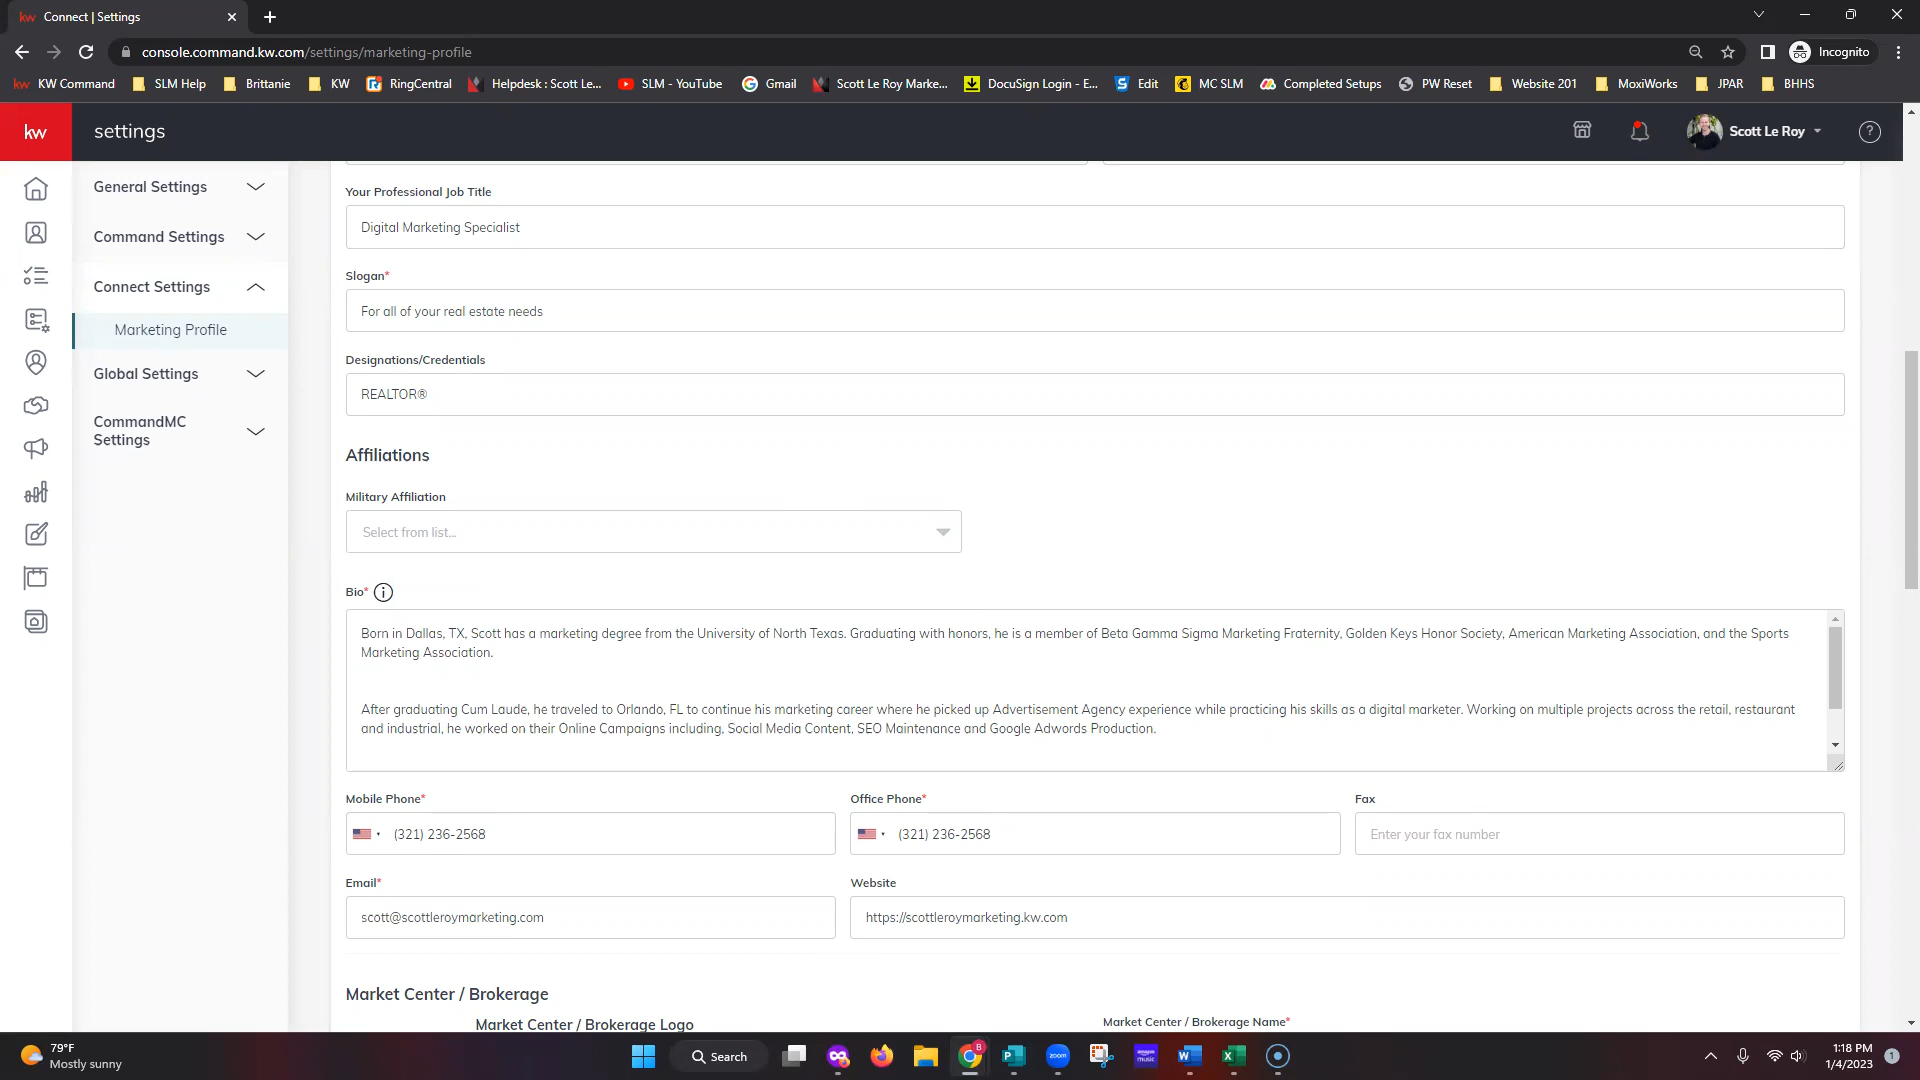 kw Connect | Settings
console.command.kw.com/settings/marketing-profile
Incognito
kw KW Command SLM Help Brittanie KW RingCentral Helpdesk : Scott Le... SLM - YouTube Gmail Scott Le Roy Marke... DocuSign Login - E... Edit MC SLM Completed Setups PW Reset Website 201 MoxiWorks JPAR BHHS
kw settings Scott Le Roy ?
General Settings
Command Settings
Connect Settings
Marketing Profile
Global Settings
CommandMC
Settings
Your Professional Job Title
Digital Marketing Specialist
Slogan*
For all of your real estate needs
Designations/Credentials
REALTOR®
Affiliations
Military Affiliation
Select from list...
Bio* i
Born in Dallas, TX, Scott has a marketing degree from the University of North Texas. Graduating with honors, he is a member of Beta Gamma Sigma Marketing Fraternity, Golden Keys Honor Society, American Marketing Association, and the Sports
Marketing Association.
After graduating Cum Laude, he traveled to Orlando, FL to continue his marketing career where he picked up Advertisement Agency experience while practicing his skills as a digital marketer. Working on multiple projects across the retail, restaurant
and industrial, he worked on their Online Campaigns including, Social Media Content, SEO Maintenance and Google Adwords Production.
Mobile Phone* Office Phone* Fax
(321) 236-2568 (321) 236-2568 Enter your fax number
Email* Website
scott@scottleroymarketing.com https://scottleroymarketing.kw.com
Market Center / Brokerage
Market Center / Brokerage Logo Market Center / Brokerage Name*
79°F
Mostly sunny
Search
8
zoom
music
1:18 PM
1/4/2023
1